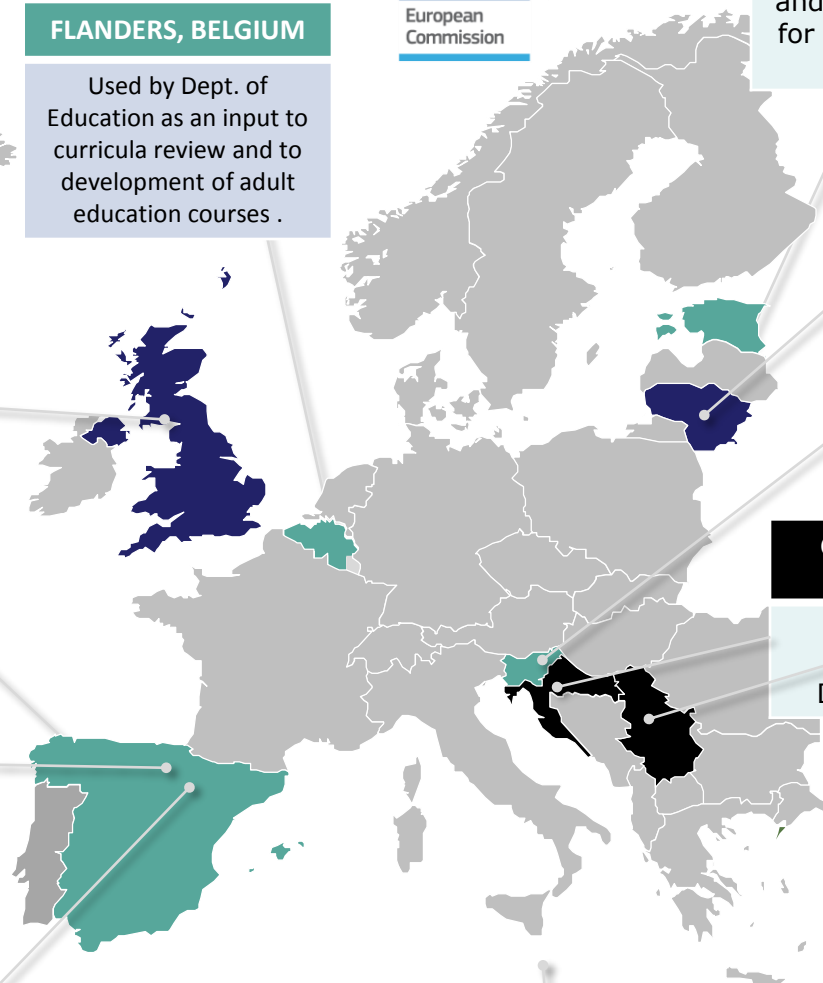 FLANDERS, BELGIUM
Used by Dept. of
Education as an input to
curricula review and to
development of adult
education courses .
European
Commission
and
for
D